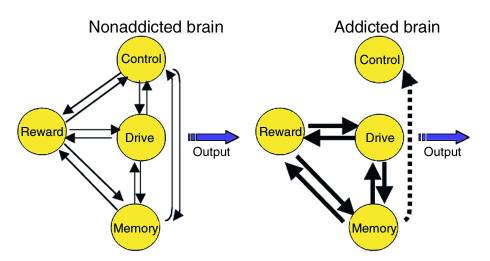 Nonaddicted brain
Control
Reward
Drive
Memory
Output
Addicted brain
Control
Reward
Drive
Memory
Output